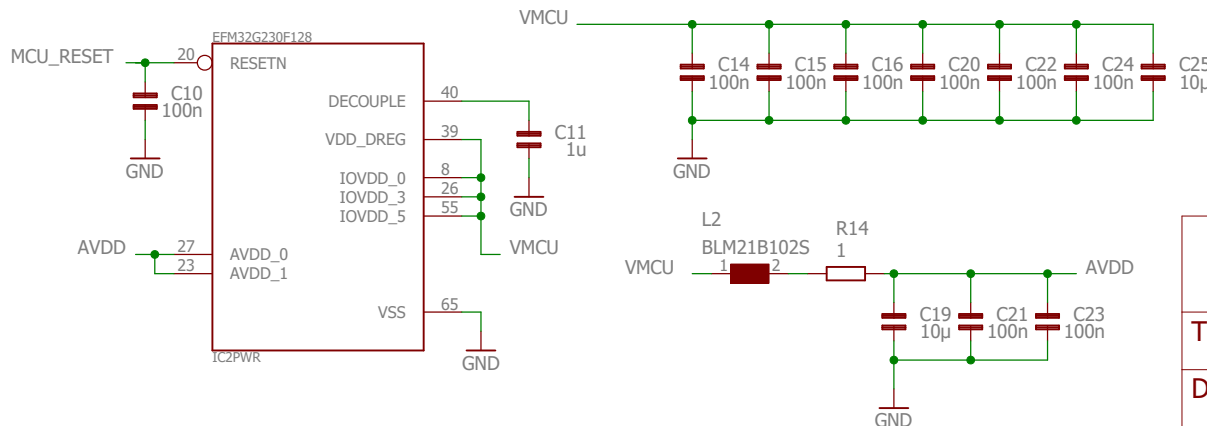 EFM32G230F128
MCU_RESET 20 RESETN
C10
100n
GND
DECOUPLE 40
C11
1u
GND
VDD_DREG 39
IOVDD_0 8
IOVDD_3 26
IOVDD_5 55
VMCU
AVDD 27 AVDD_0
23 AVDD_1
VSS 65
GND
IC2PWR
VMCU
C14 C15 C16 C20 C22 C24 C25
100n 100n 100n 100n 100n 100n 10µ
GND
L2
BLM21B102S
R14
1
VMCU 1 2 AVDD
C19 C21 C23
10µ 100n 100n
GND
T
D